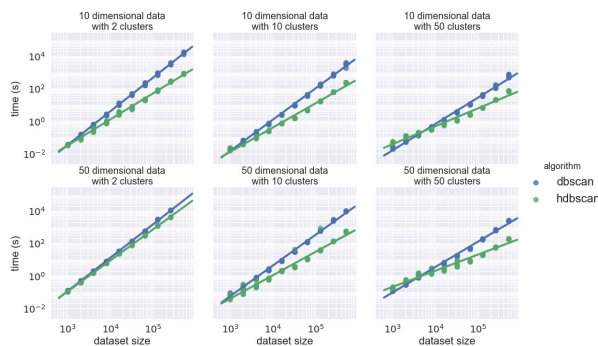 10 dimensional data
with 2 clusters
10 dimensional data
with 10 clusters
10 dimensional data
with 50 clusters
10^4
10^2
10^0
10^-2
time (s)
50 dimensional data
with 2 clusters
50 dimensional data
with 10 clusters
50 dimensional data
with 50 clusters
10^4
10^2
10^0
10^-2
time (s)
algorithm
dbscan
hdbscan
10^3 10^4 10^5
10^3 10^4 10^5
10^3 10^4 10^5
dataset size
dataset size
dataset size